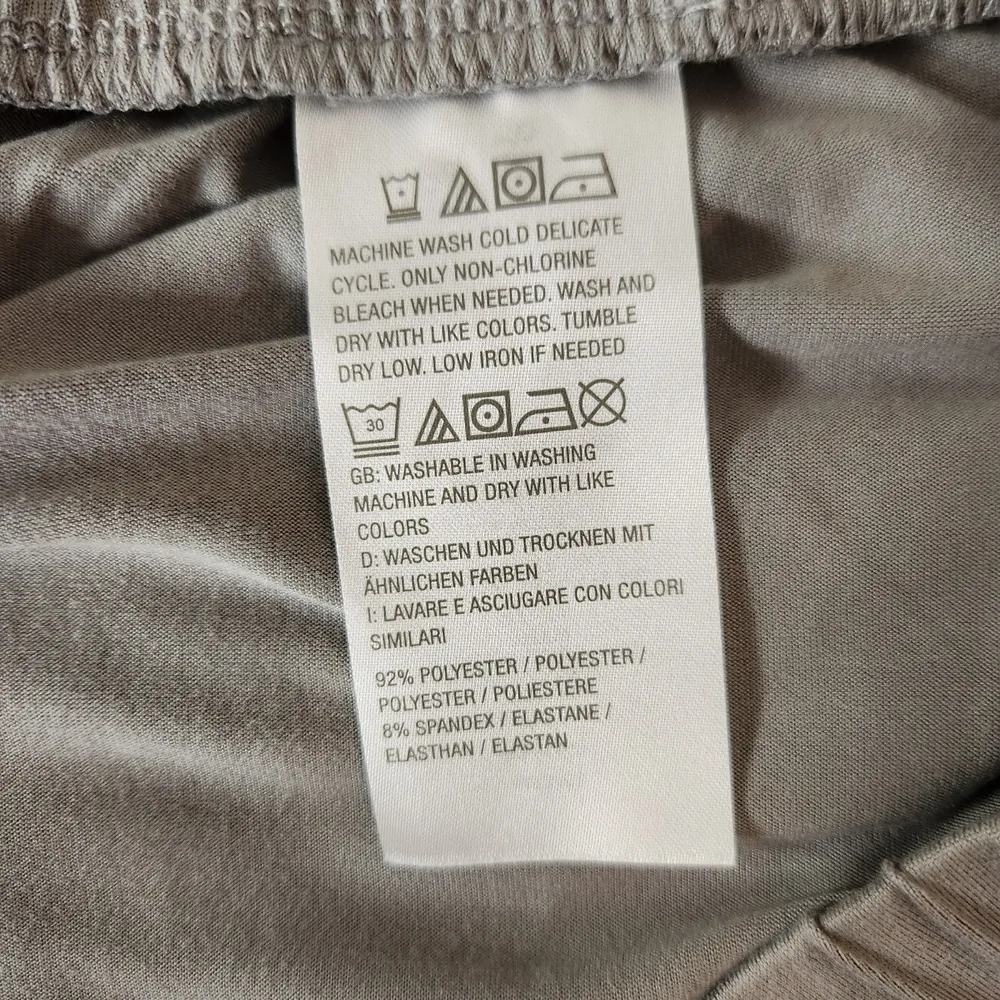 MACHINE WASH COLD DELICATE
CYCLE. ONLY NON-CHLORINE
BLEACH WHEN NEEDED. WASH AND
DRY WITH LIKE COLORS. TUMBLE
DRY LOW. LOW IRON IF NEEDED
30
GB: WASHABLE IN WASHING
MACHINE AND DRY WITH LIKE
COLORS
D: WASCHEN UND TROCKNEN MIT
ÄHNLICHEN FARBEN
I: LAVARE E ASCIUGARE CON COLORI
SIMILARI
92% POLYESTER / POLYESTER /
POLYESTER / POLIESTERE
8% SPANDEX / ELASTANE /
ELASTHAN / ELASTAN